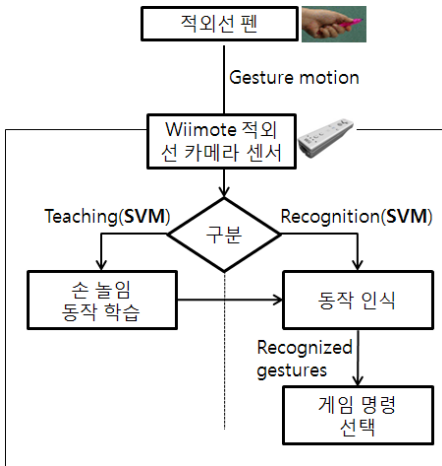 적외선 펜
Gesture motion
Wiimote 적외
선 카메라 센서
Teaching(SVM)
Recognition(SVM)
구분
손 놀임
동작 학습
동작 인식
Recognized
gestures
게임 명령
선택